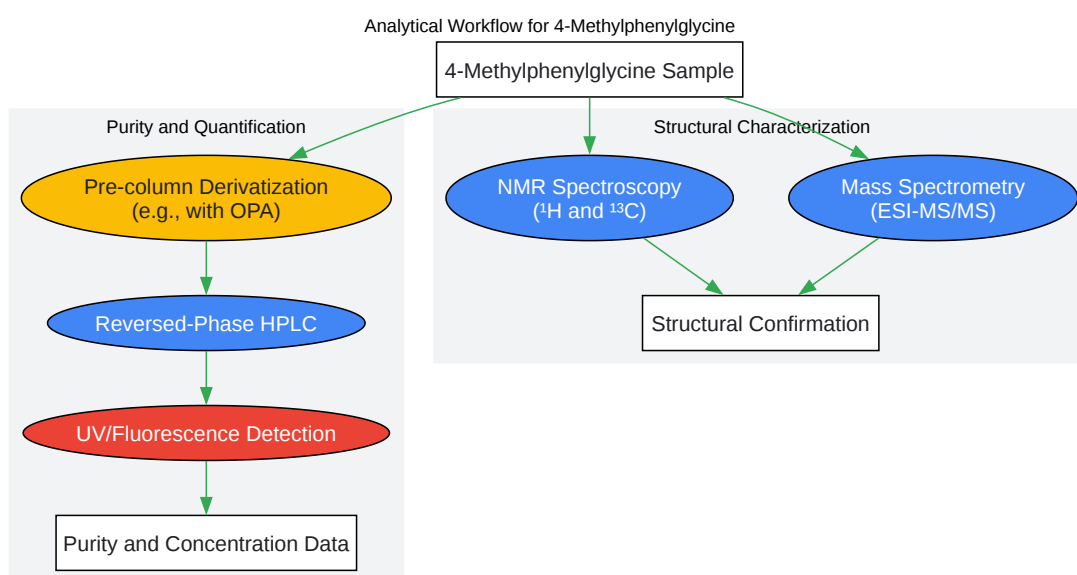 Analytical Workflow for 4-Methylphenylglycine
4-Methylphenylglycine Sample
Purity and Quantification
Pre-column Derivatization
(e.g., with OPA)
Reversed-Phase HPLC
UV/Fluorescence Detection
Purity and Concentration Data
Structural Characterization
NMR Spectroscopy
(¹H and ¹³C)
Mass Spectrometry
(ESI-MS/MS)
Structural Confirmation